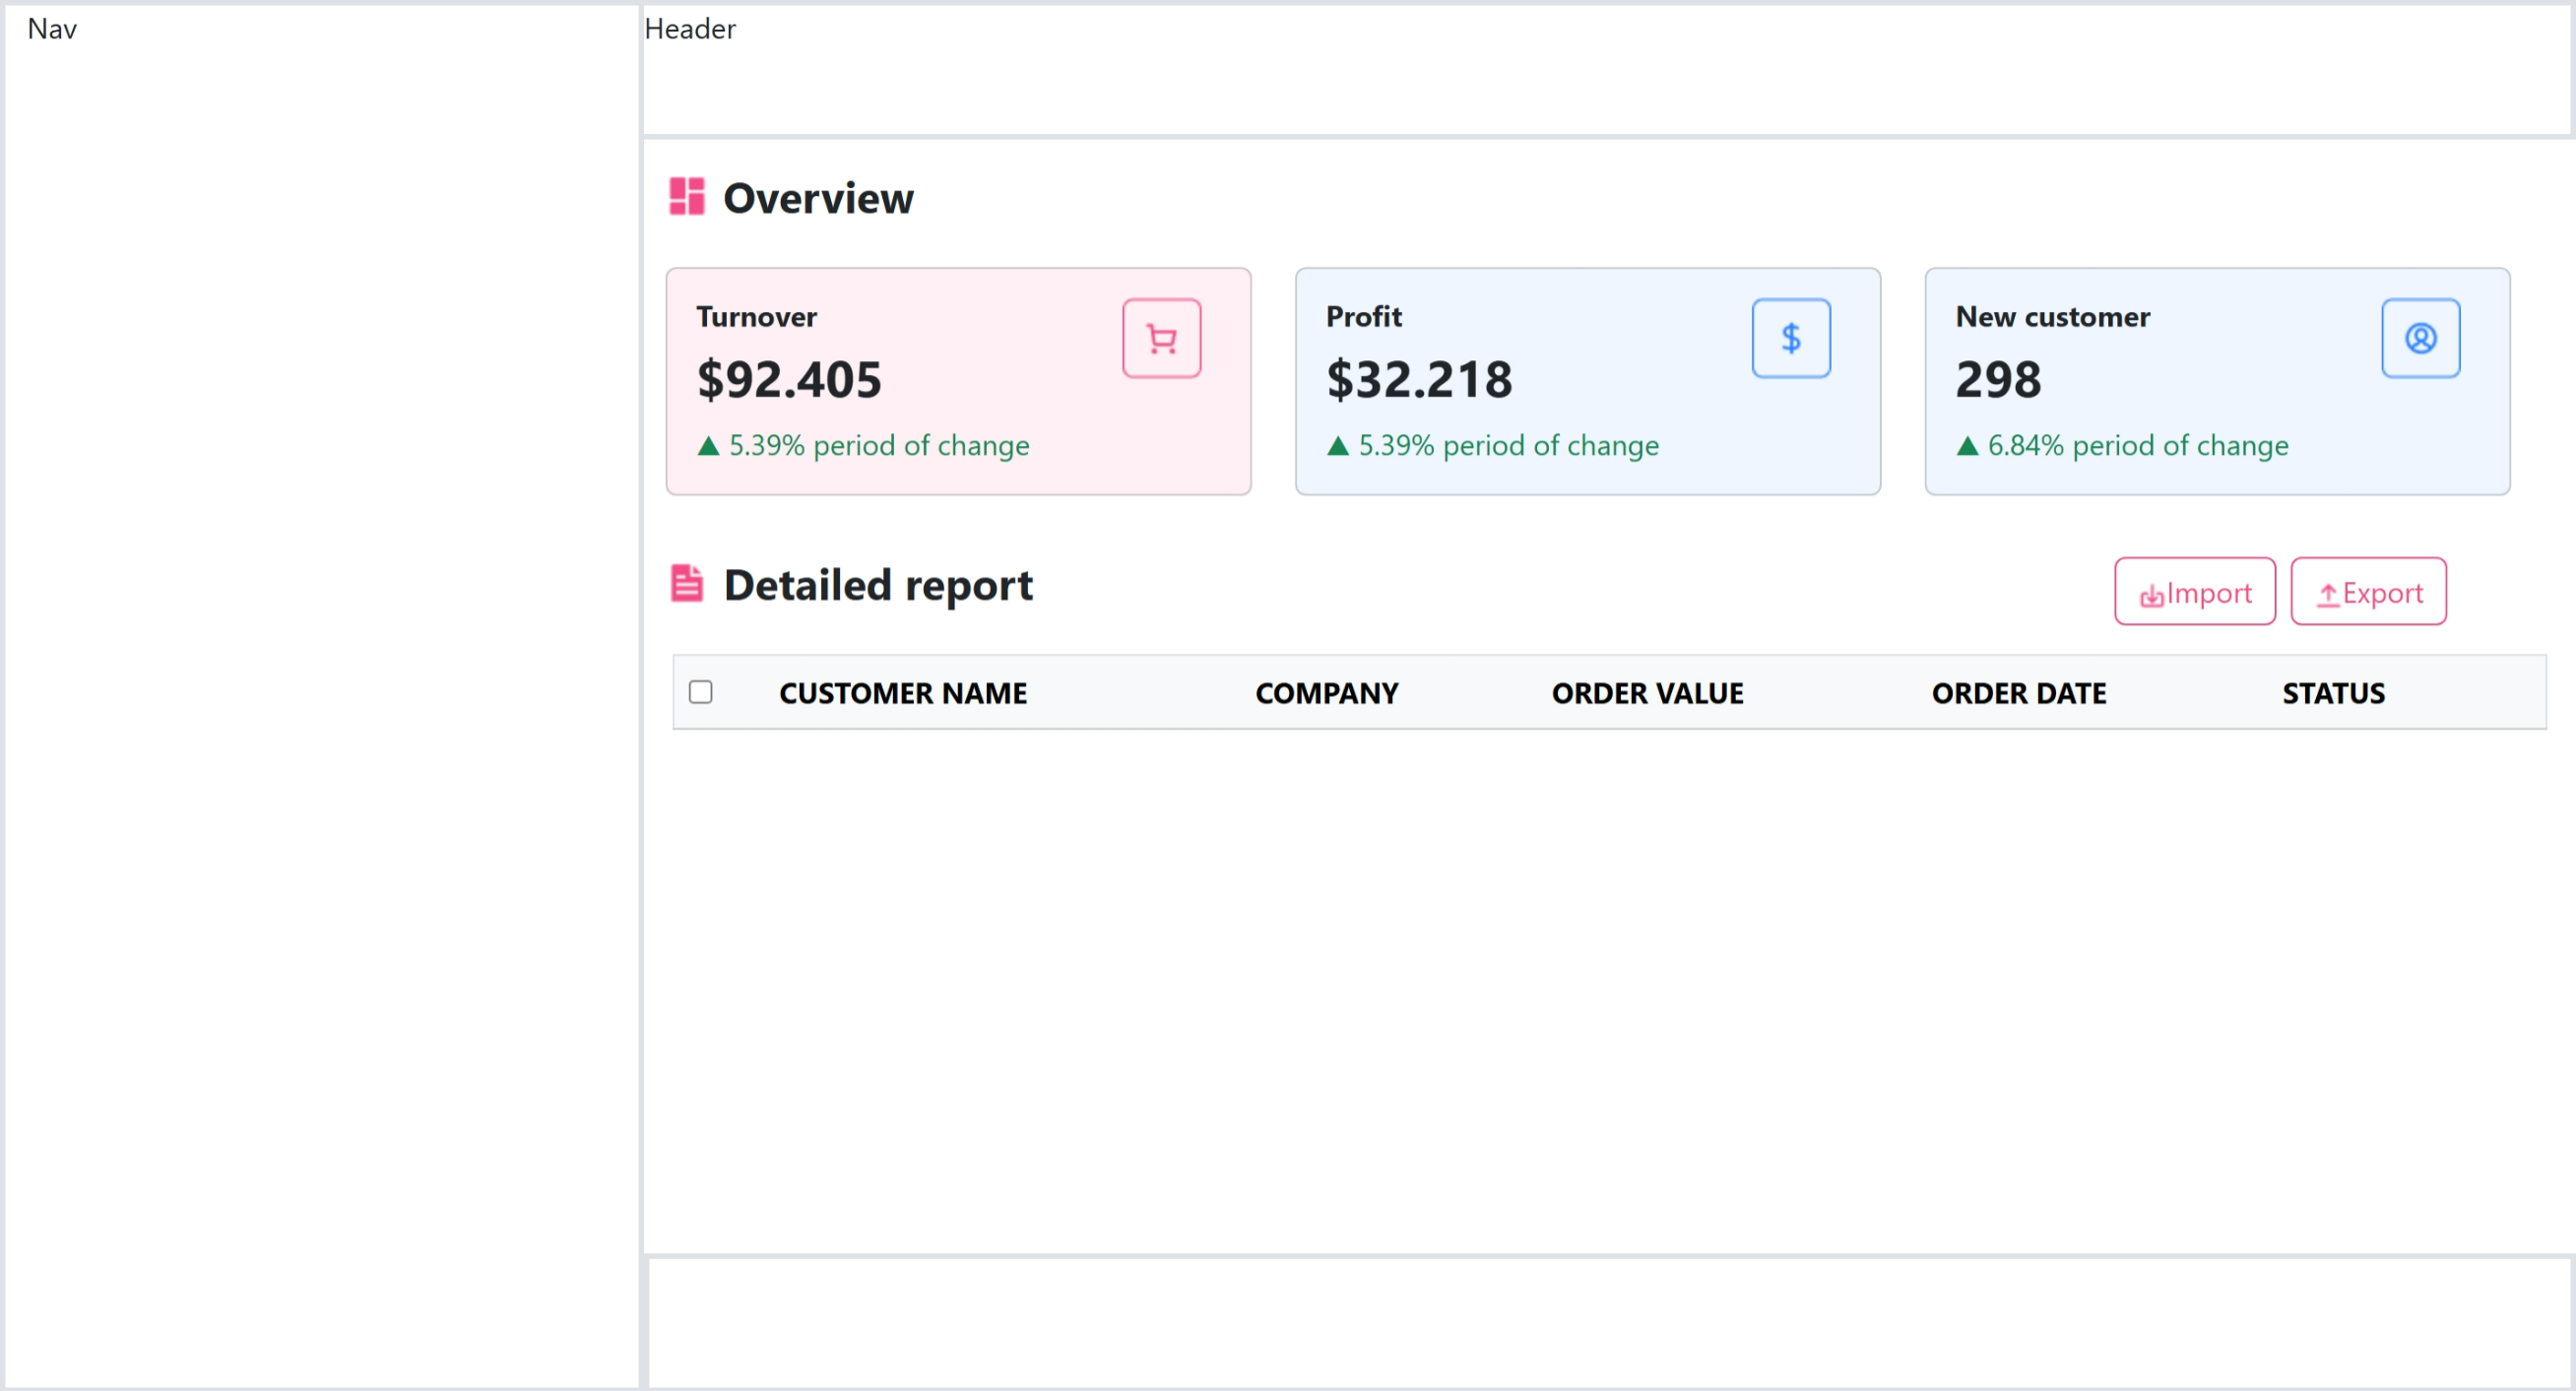 Nav
Header
Overview
Turnover
$92.405
▲ 5.39% period of change
Profit
$32.218
▲ 5.39% period of change
New customer
298
▲ 6.84% period of change
Detailed report
Import
Export
CUSTOMER NAME COMPANY ORDER VALUE ORDER DATE STATUS